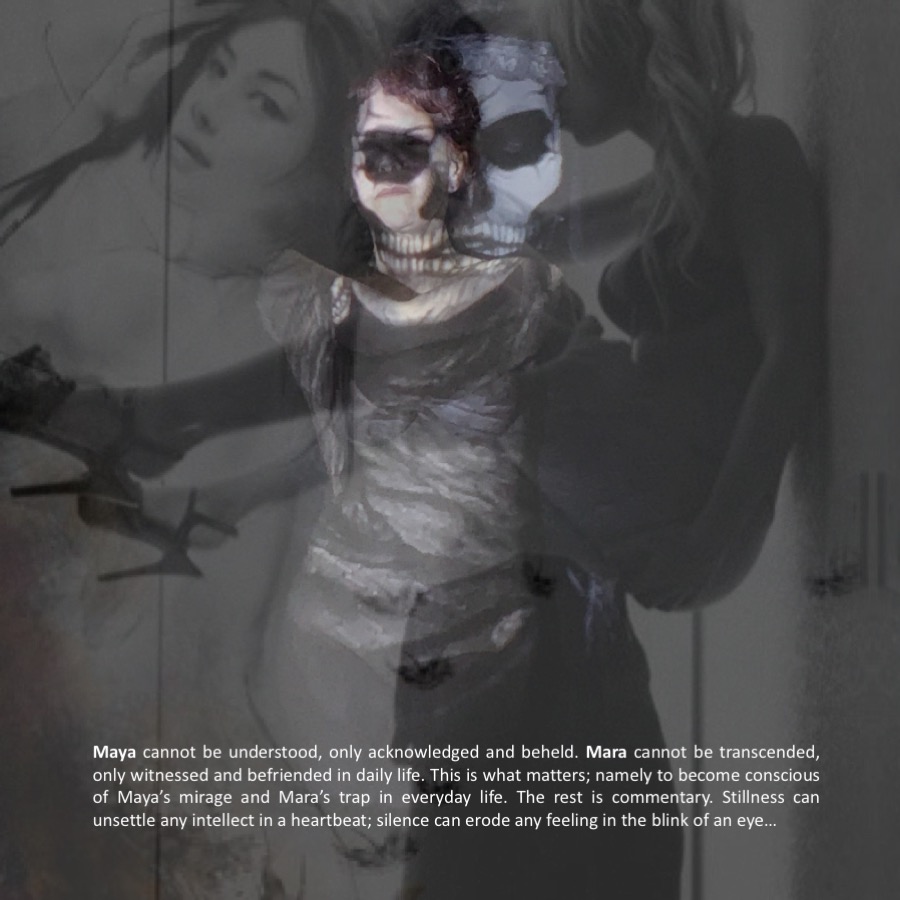 Maya cannot be understood, only acknowledged and beheld. Mara cannot be transcended,
only witnessed and befriended in daily life. This is what matters; namely to become conscious
of Maya’s mirage and Mara’s trap in everyday life. The rest is commentary. Stillness can
unsettle any intellect in a heartbeat; silence can erode any feeling in the blink of an eye…